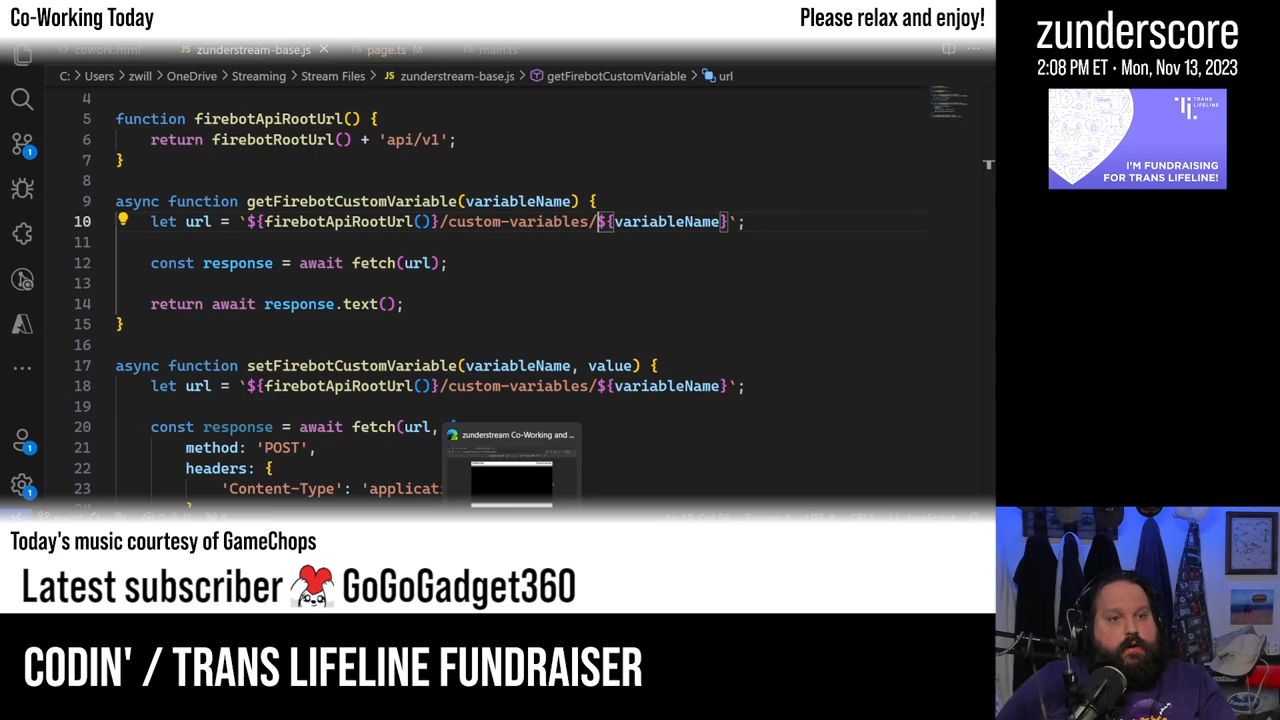 Co-Working Today
Please relax and enjoy!
zunderscore
2:08 PM ET · Mon, Nov 13, 2023
TRANS
LIFELINE
I'M FUNDRAISING
FOR TRANS LIFELINE!
cowork.html
zunderstream-base.js
page.ts
main.ts
C: > Users > zwill > OneDrive > Streaming > Stream Files > JS zunderstream-base.js > getFirebotCustomVariable > url
4
5 function firebotApiRootUrl() {
6 return firebotRootUrl() + 'api/v1';
7 }
8
9 async function getFirebotCustomVariable(variableName) {
10 let url = `${firebotApiRootUrl()}/custom-variables/${variableName}`;
11
12 const response = await fetch(url);
13
14 return await response.text();
15 }
16
17 async function setFirebotCustomVariable(variableName, value) {
18 let url = `${firebotApiRootUrl()}/custom-variables/${variableName}`;
19
20 const response = await fetch(url, {
21 method: 'POST',
22 headers: {
23 'Content-Type': 'applicat
zunderstream Co-Working and ...
Today's music courtesy of GameChops
Latest subscriber GoGoGadget360
CODIN' / TRANS LIFELINE FUNDRAISER